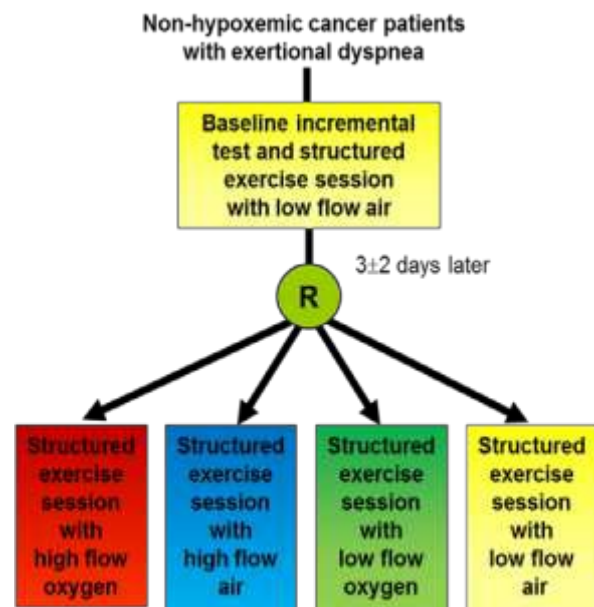 Non-hypoxemic cancer patients
with exertional dyspnea
Baseline incremental
test and structured
exercise session
with low flow air
3±2 days later
R
Structured
exercise
session
with
high flow
oxygen
Structured
exercise
session
with
high flow
air
Structured
exercise
session
with
low flow
oxygen
Structured
exercise
session
with
low flow
air